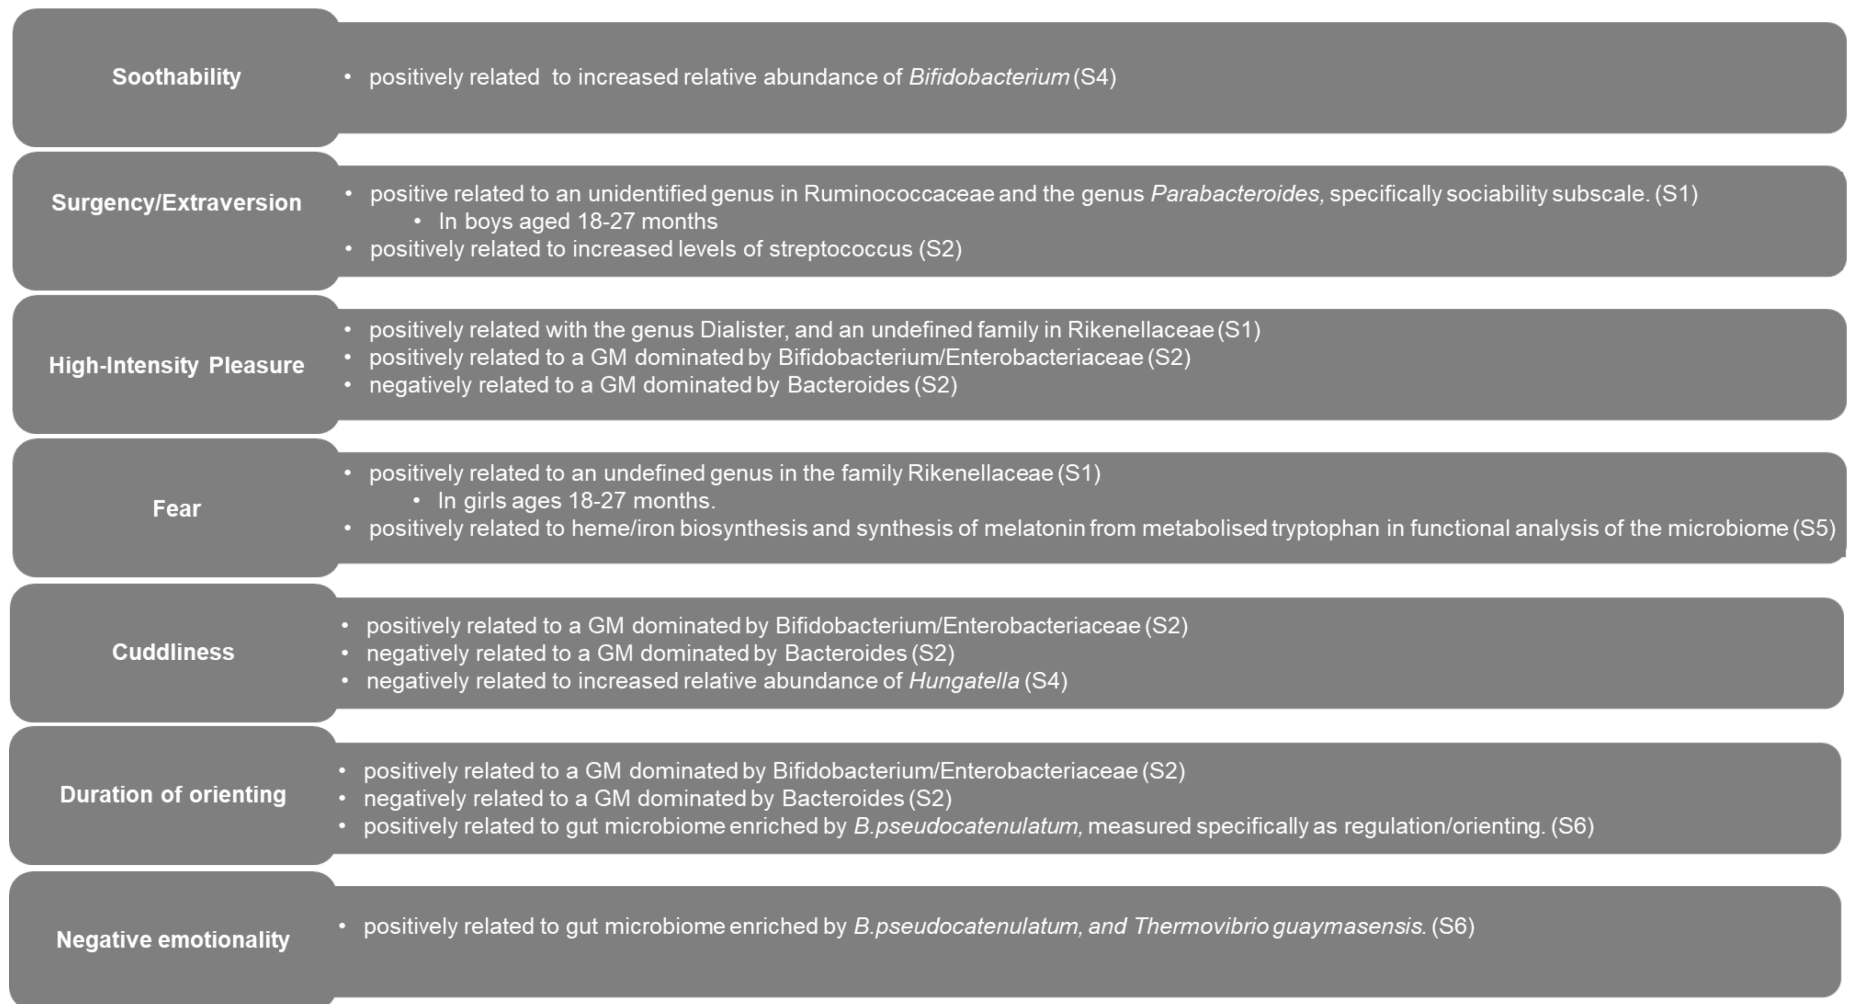 Soothability
• positively related to increased relative abundance of Bifidobacterium (S4)
Surgency/Extraversion
• positive related to an unidentified genus in Ruminococcaceae and the genus Parabacteroides, specifically sociability subscale. (S1)
• In boys aged 18-27 months
• positively related to increased levels of streptococcus (S2)
High-Intensity Pleasure
• positively related with the genus Dialister, and an undefined family in Rikenellaceae (S1)
• positively related to a GM dominated by Bifidobacterium/Enterobacteriaceae (S2)
• negatively related to a GM dominated by Bacteroides (S2)
Fear
• positively related to an undefined genus in the family Rikenellaceae (S1)
• In girls ages 18-27 months.
• positively related to heme/iron biosynthesis and synthesis of melatonin from metabolised tryptophan in functional analysis of the microbiome (S5)
Cuddliness
• positively related to a GM dominated by Bifidobacterium/Enterobacteriaceae (S2)
• negatively related to a GM dominated by Bacteroides (S2)
• negatively related to increased relative abundance of Hungatella (S4)
Duration of orienting
• positively related to a GM dominated by Bifidobacterium/Enterobacteriaceae (S2)
• negatively related to a GM dominated by Bacteroides (S2)
• positively related to gut microbiome enriched by B.pseudocatenulatum, measured specifically as regulation/orienting. (S6)
Negative emotionality
• positively related to gut microbiome enriched by B.pseudocatenulatum, and Thermovibrio guaymasensis. (S6)